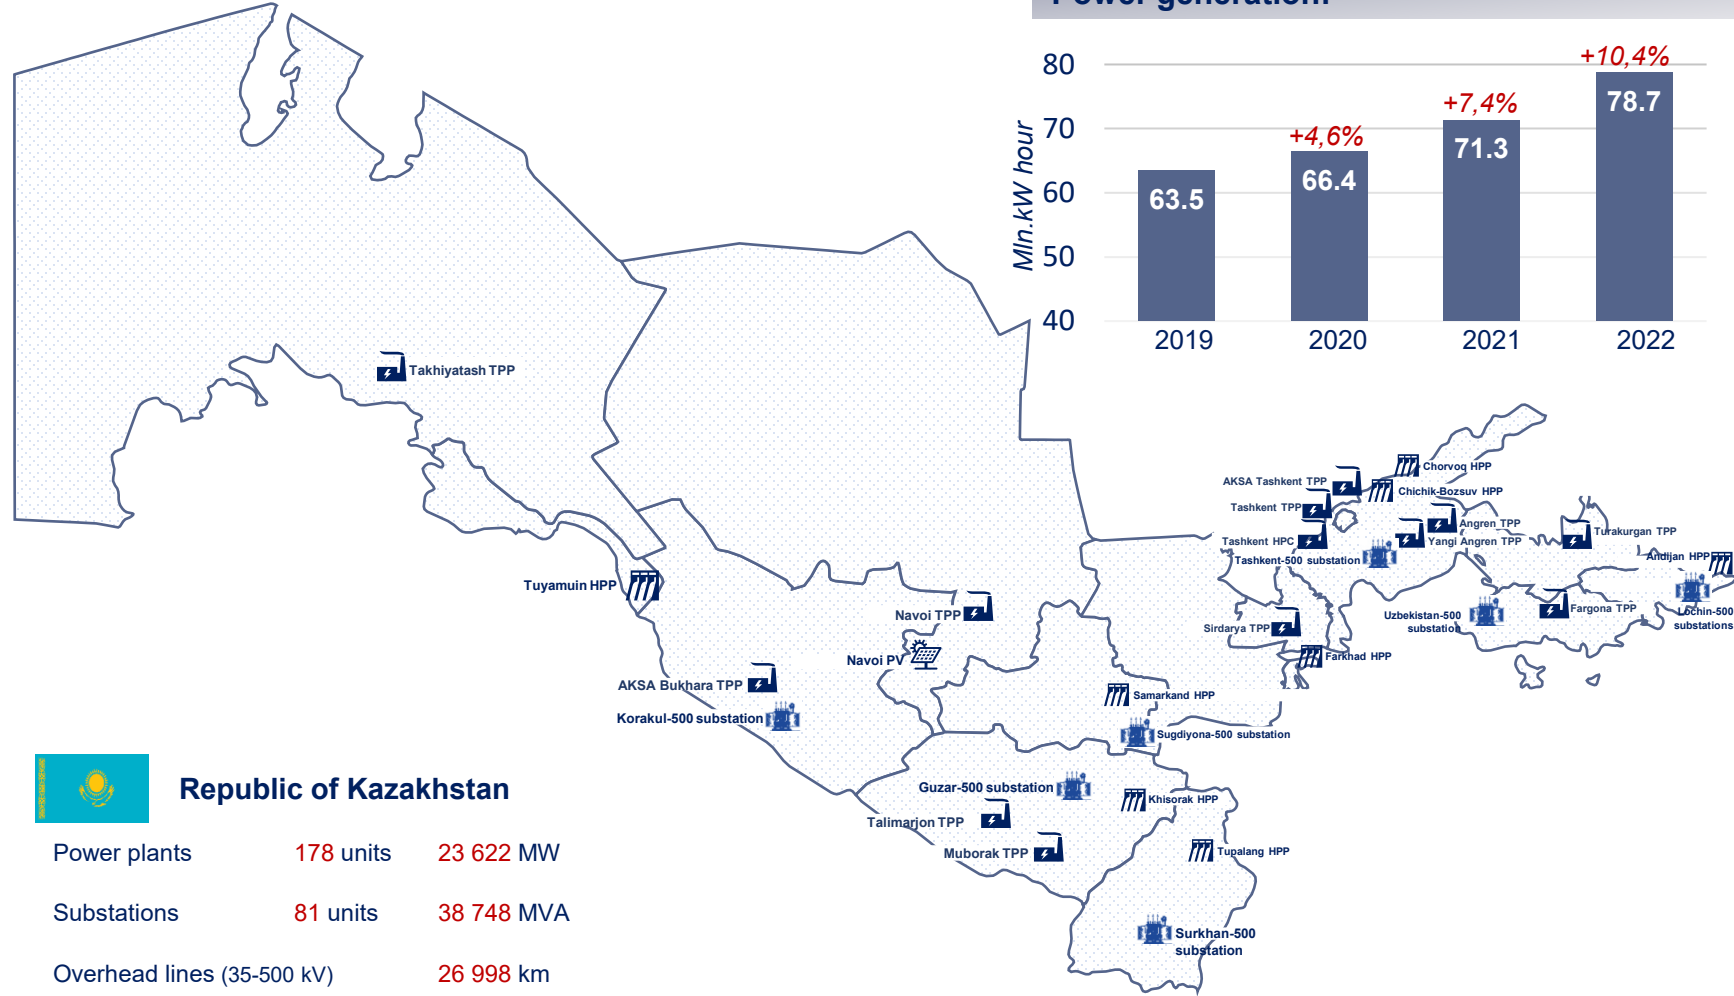 Power generation:
80
70
60
50
40
Mln.kW hour
+4,6%
+7,4%
+10,4%
63.5
66.4
71.3
78.7
2019
2020
2021
2022
Takhiyatash TPP
Chorvoq HPP
AKSA Tashkent TPP
Chichik-Bozsuv HPP
Tashkent TPP
Angren TPP
Turakurgan TPP
Tashkent HPC
Yangi Angren TPP
Tashkent-500 substation
Andijan HPP
Tuyamuin HPP
Navoi TPP
Uzbekistan-500
substation
Fargona TPP
Lochin-500
substations
Sirdarya TPP
Navoi PV
Farkhad HPP
AKSA Bukhara TPP
Samarkand HPP
Korakul-500 substation
Sugdiyona-500 substation
Guzar-500 substation
Khisorak HPP
Talimarjon TPP
Muborak TPP
Tupalang HPP
Surkhan-500
substation
Republic of Kazakhstan
Power plants 178 units 23 622 MW
Substations 81 units 38 748 MVA
Overhead lines (35-500 kV) 26 998 km